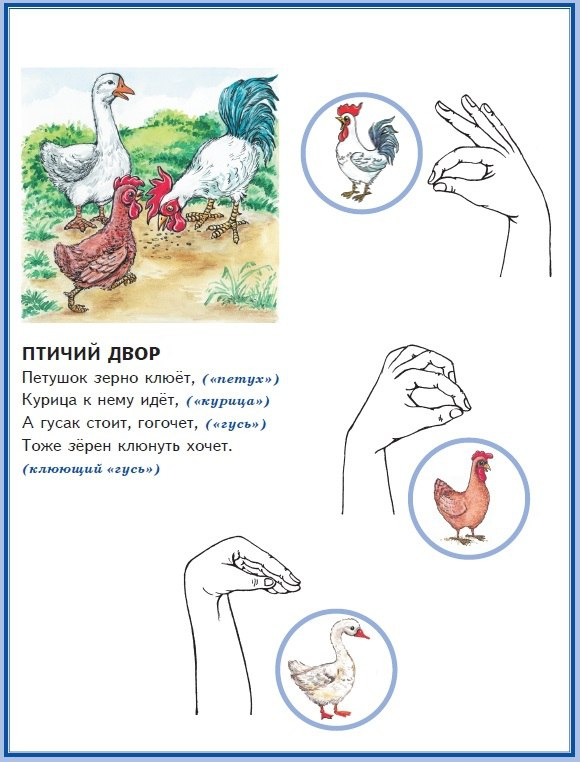 ПТИЧИЙ ДВОР
Петушок зерно клюёт, («петух»)
Курица к нему идёт, («курица»)
А гусак стоит, гогочет, («гусь»)
Тоже зёрен клюнуть хочет.
(клюющий «гусь»)